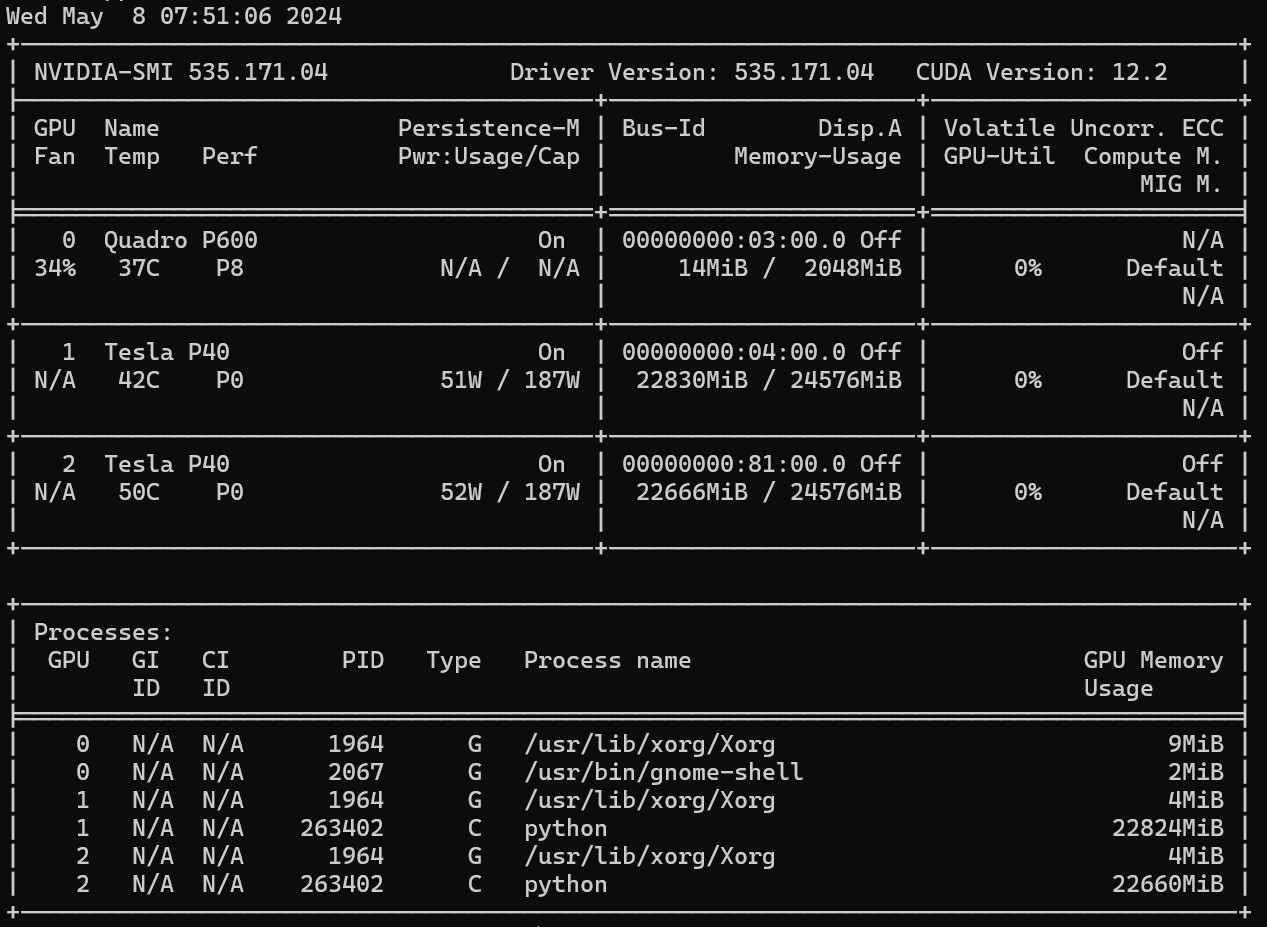 Wed May  8 07:51:06 2024
NVIDIA-SMI 535.171.04             Driver Version: 535.171.04   CUDA Version: 12.2
GPU  Name                 Persistence-M | Bus-Id        Disp.A | Volatile Uncorr. ECC
Fan  Temp   Perf          Pwr:Usage/Cap |         Memory-Usage | GPU-Util  Compute M.
MIG M.
0  Quadro P600                    On  | 00000000:03:00.0 Off |                  N/A
34%   37C    P8              N/A /  N/A |     14MiB /  2048MiB |      0%      Default
N/A
1  Tesla P40                      On  | 00000000:04:00.0 Off |                  Off
N/A   42C    P0              51W / 187W |  22830MiB / 24576MiB |      0%      Default
N/A
2  Tesla P40                      On  | 00000000:81:00.0 Off |                  Off
N/A   50C    P0              52W / 187W |  22666MiB / 24576MiB |      0%      Default
N/A
Processes:
GPU   GI   CI        PID   Type   Process name                            GPU Memory
ID   ID                                                             Usage
0   N/A  N/A      1964      G   /usr/lib/xorg/Xorg                            9MiB
0   N/A  N/A      2067      G   /usr/bin/gnome-shell                          2MiB
1   N/A  N/A      1964      G   /usr/lib/xorg/Xorg                            4MiB
1   N/A  N/A    263402      C   python                                    22824MiB
2   N/A  N/A      1964      G   /usr/lib/xorg/Xorg                            4MiB
2   N/A  N/A    263402      C   python                                    22660MiB